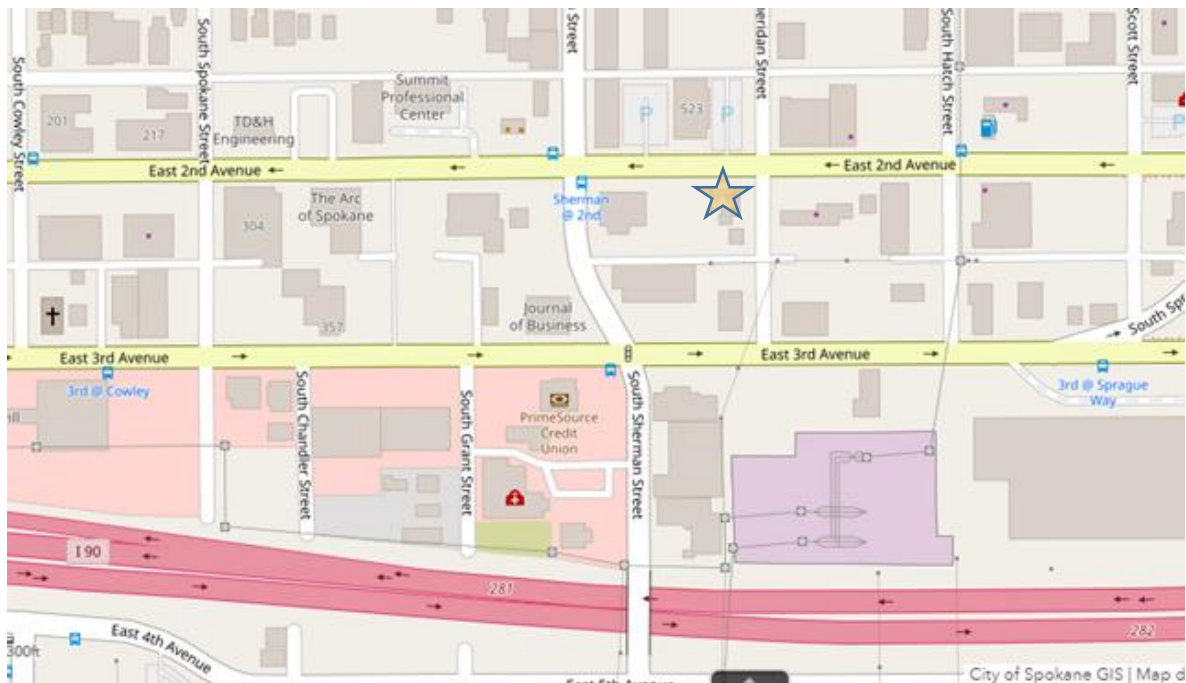 South Cowley Street
South Spokane Street
Street
Street
South Hatch Street
Scott Street
Summit
Professional
Center
TD&H
Engineering
201
217
P
523
P
P
East 2nd Avenue
East 2nd Avenue
The Arc
of Spokane
304
Sherman
@ 2nd
357
Journal
of Business
East 3rd Avenue
East 3rd Avenue
3rd @ Cowley
3rd @ Sprague
Way
South Chandler Street
South Grant Street
PrimeSource
Credit
Union
South Sherman Street
I 90
281
282
East 4th Avenue
300ft
City of Spokane GIS | Map d